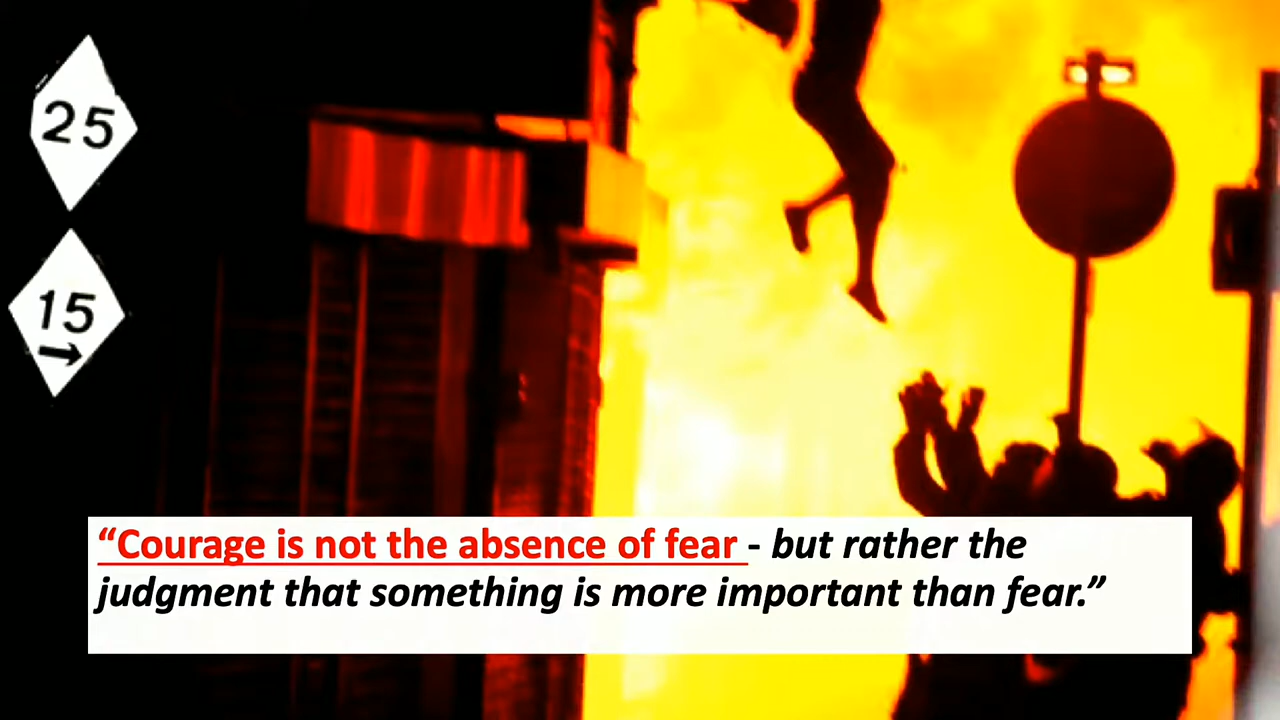 25
15
→
“Courage is not the absence of fear - but rather the
judgment that something is more important than fear.”